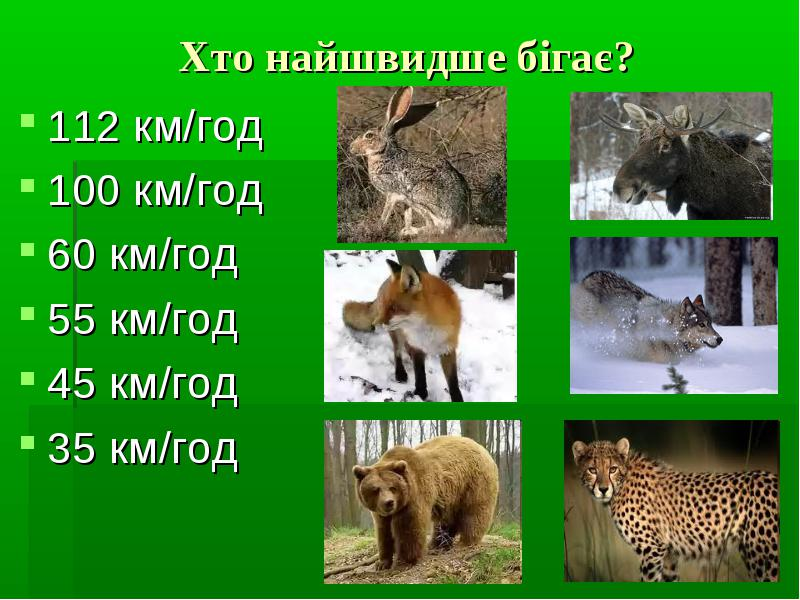 Хто найшвидше бігає?
112 км/год
100 км/год
60 км/год
55 км/год
45 км/год
35 км/год